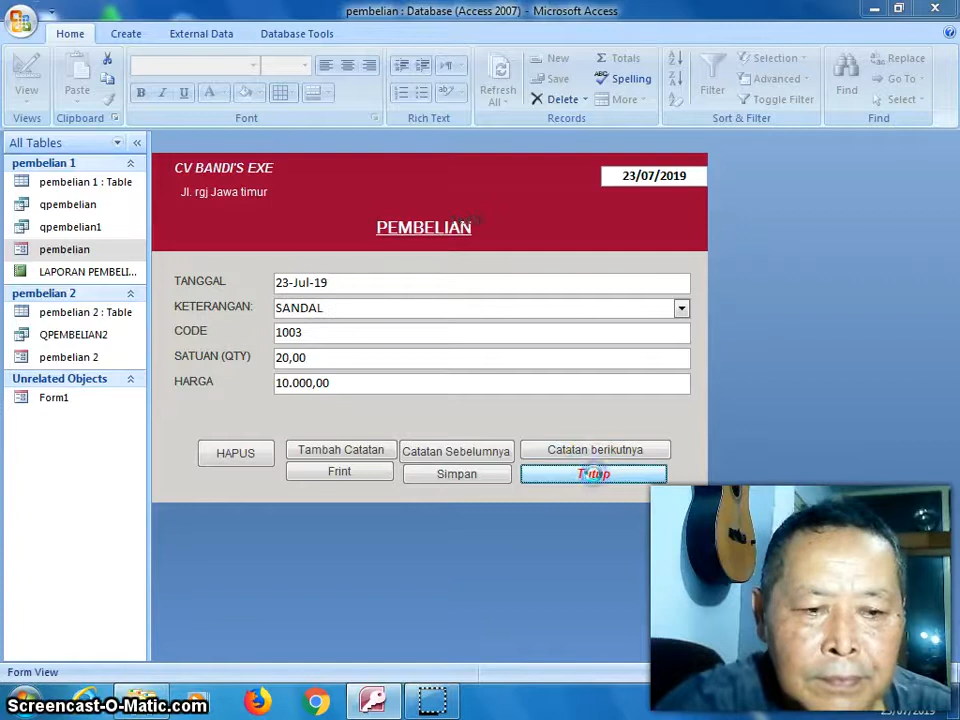 pembelian : Database (Access 2007) - Microsoft Access
Home
Create
External Data
Database Tools
View
Views
Paste
Clipboard
B I U
A
Font
Rich Text
Refresh All
New
Save
Delete
Totals
Spelling
More
Records
Filter
Selection
Advanced
Toggle Filter
Sort & Filter
Find
Replace
Go To
Select
Find
All Tables
pembelian 1
pembelian 1 : Table
qpembelian
qpembelian1
pembelian
LAPORAN PEMBELI...
pembelian 2
pembelian 2 : Table
QPEMBELIAN2
pembelian 2
Unrelated Objects
Form1
CV BANDI'S EXE
Jl. rgj Jawa timur
23/07/2019
PEMBELIAN
TANGGAL
23-Jul-19
KETERANGAN:
SANDAL
CODE
1003
SATUAN (QTY)
20,00
HARGA
10.000,00
HAPUS
Tambah Catatan
Catatan Sebelumnya
Catatan berikutnya
Print
Simpan
Tutup
Form View
Screencast-O-Matic.com
23/07/2019